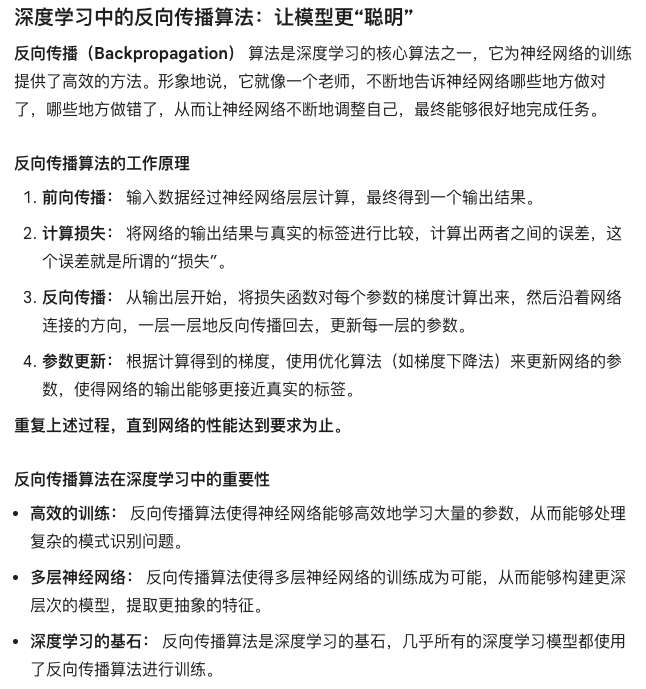 深度学习中的反向传播算法：让模型更“聪明”
反向传播（Backpropagation） 算法是深度学习的核心算法之一，它为神经网络的训练
提供了高效的方法。形象地说，它就像一个老师，不断地告诉神经网络哪些地方做对
了，哪些地方做错了，从而让神经网络不断地调整自己，最终能够很好地完成任务。
反向传播算法的工作原理
1. 前向传播： 输入数据经过神经网络层层计算，最终得到一个输出结果。
2. 计算损失： 将网络的输出结果与真实的标签进行比较，计算出两者之间的误差，这
个误差就是所谓的“损失”。
3. 反向传播： 从输出层开始，将损失函数对每个参数的梯度计算出来，然后沿着网络
连接的方向，一层一层地反向传播回去，更新每一层的参数。
4. 参数更新： 根据计算得到的梯度，使用优化算法（如梯度下降法）来更新网络的参
数，使得网络的输出能够更接近真实的标签。
重复上述过程，直到网络的性能达到要求为止。
反向传播算法在深度学习中的重要性
• 高效的训练： 反向传播算法使得神经网络能够高效地学习大量的参数，从而能够处理
复杂的模式识别问题。
• 多层神经网络： 反向传播算法使得多层神经网络的训练成为可能，从而能够构建更深
层次的模型，提取更抽象的特征。
• 深度学习的基石： 反向传播算法是深度学习的基石，几乎所有的深度学习模型都使用
了反向传播算法进行训练。